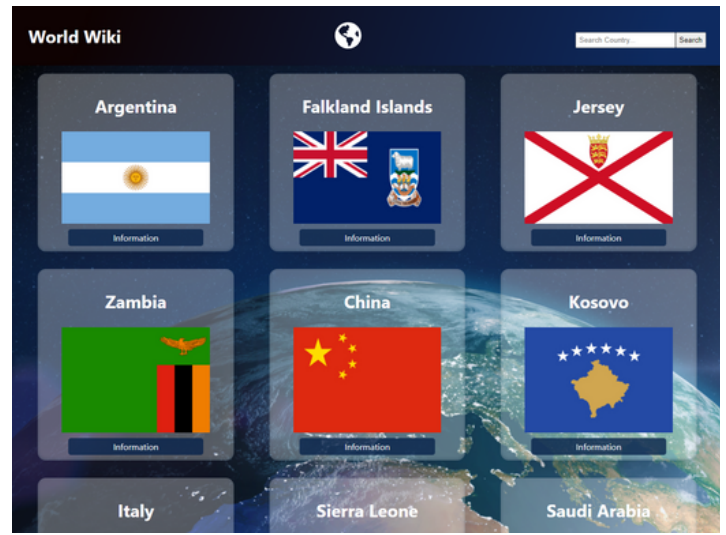 World Wiki
Search Country...
Search
Argentina
Falkland Islands
Jersey
Information
Information
Information
Zambia
China
Kosovo
Information
Information
Information
Italy
Sierra Leone
Saudi Arabia